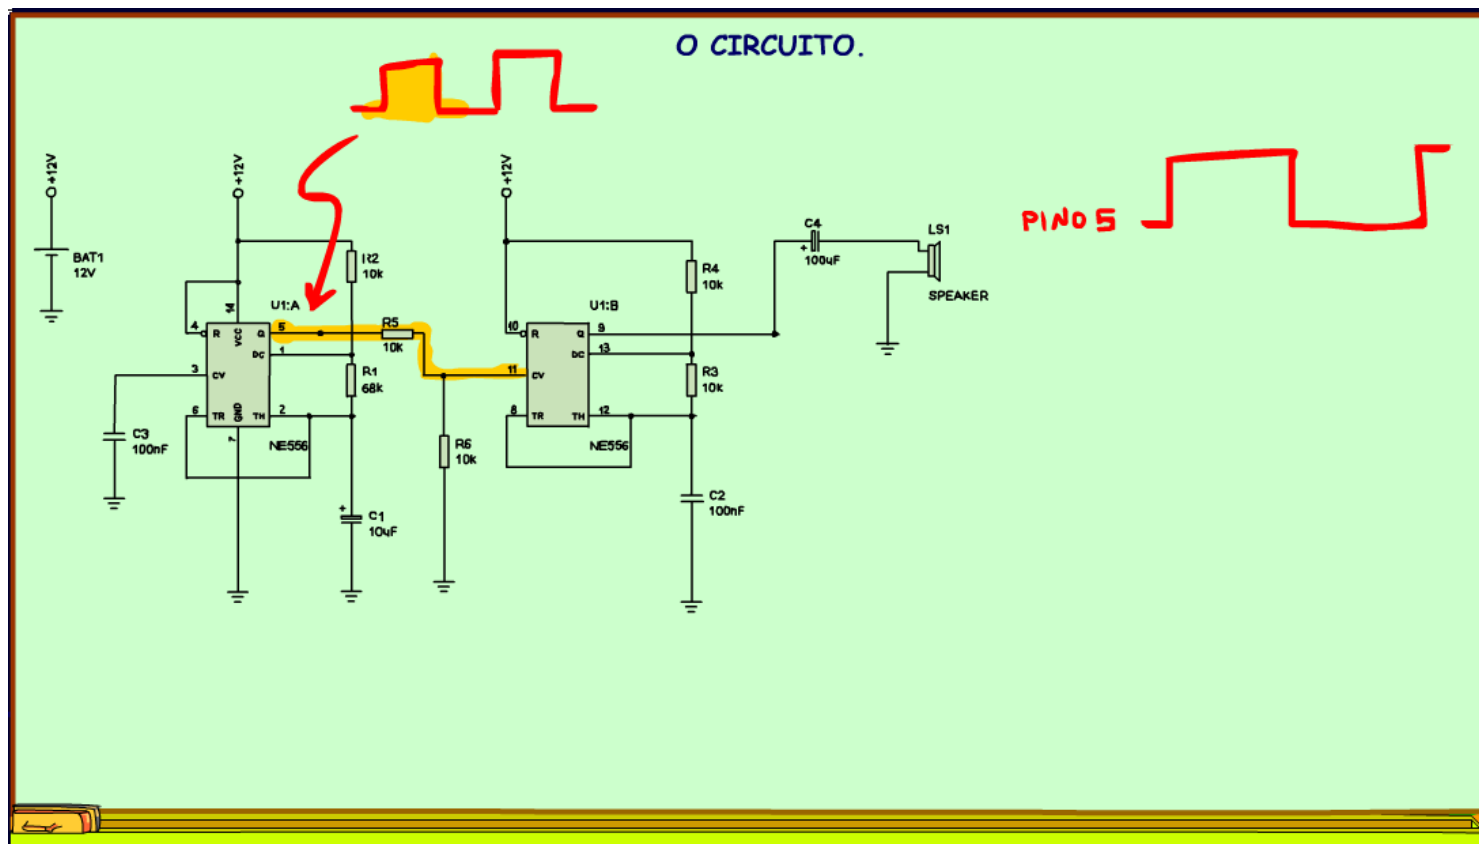 O CIRCUITO.
+12V
+12V
+12V
PINO 5
BAT1
12V
R2
10k
U1:A
14
4
R
VCC
Q
5
DC
1
3
CV
6
TR
GND
TH
2
7
NE556
R1
68k
C3
100nF
C1
10uF
R5
10k
R6
10k
R4
10k
U1:B
10
R
Q
9
DC
13
11
CV
8
TR
TH
12
NE556
R3
10k
C2
100nF
C4
+
100uF
LS1
SPEAKER
+